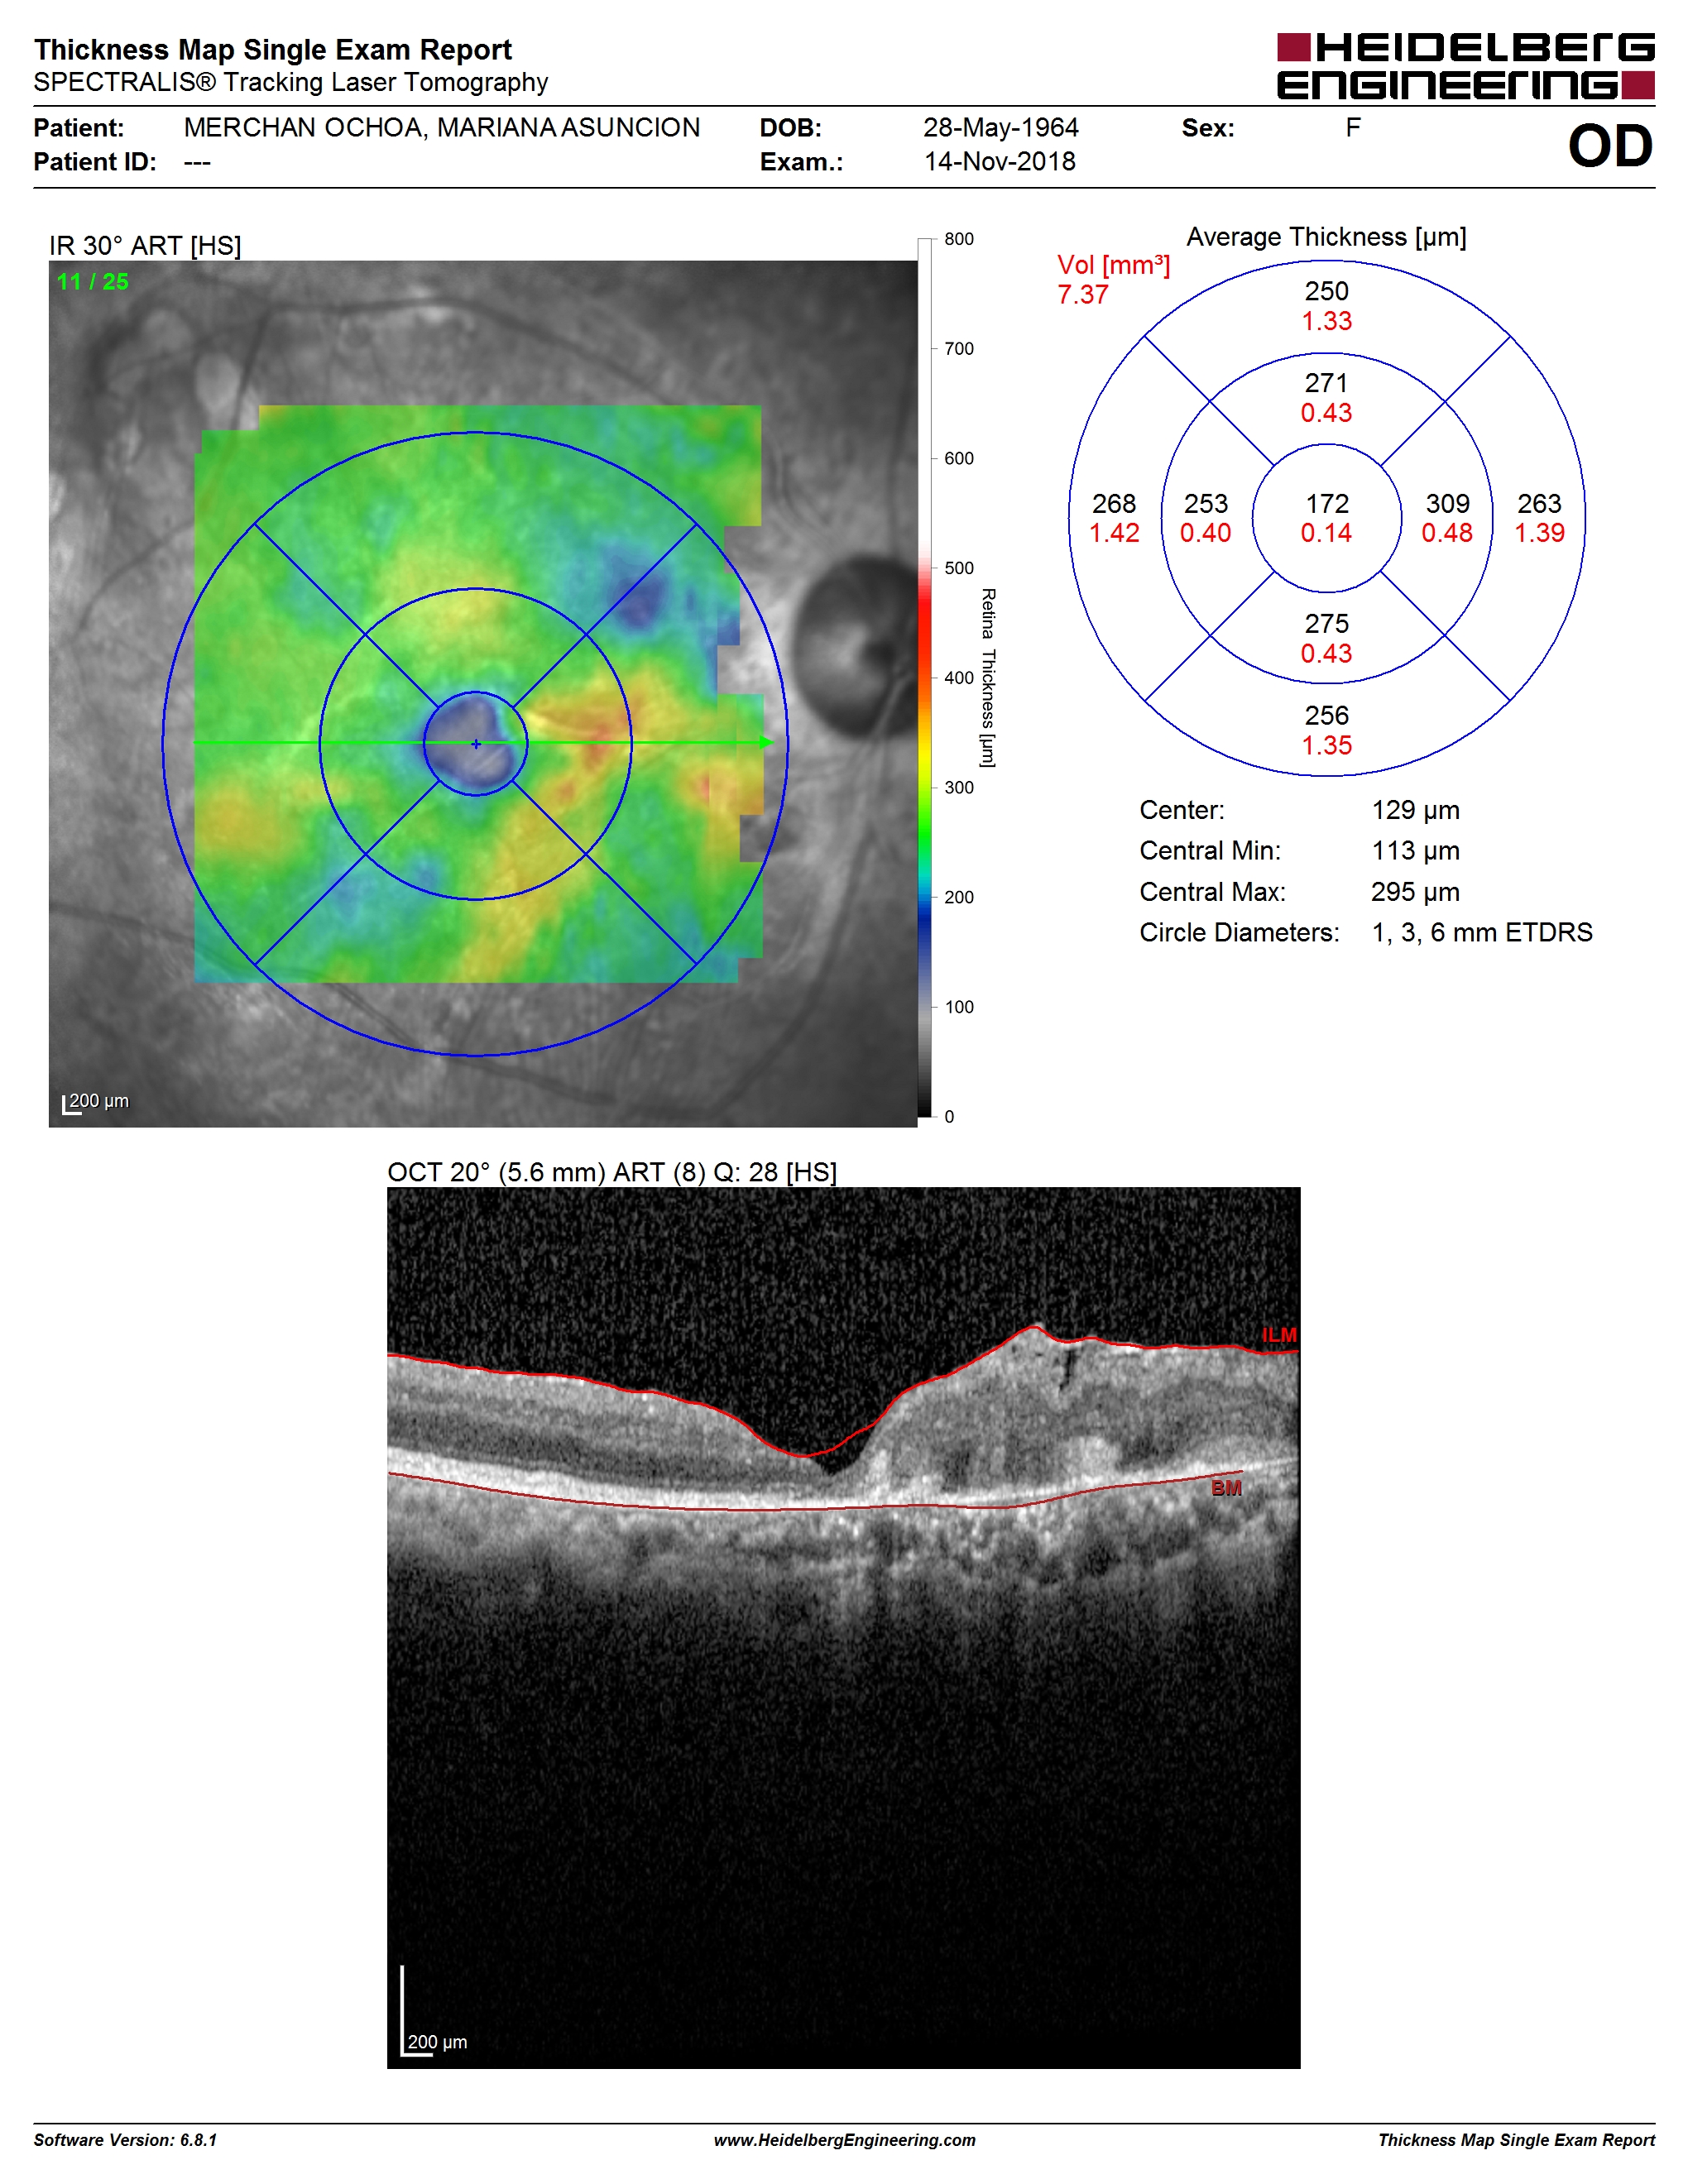 Thickness Map Single Exam Report
SPECTRALIS® Tracking Laser Tomography
HEIDELBERG
ENGINEERING
Patient: MERCHAN OCHOA, MARIANA ASUNCION DOB: 28-May-1964 Sex: F
Patient ID: --- Exam.: 14-Nov-2018
OD
IR 30° ART [HS]
11 / 25
200 µm
800
700
600
500
400
300
200
100
0
Retina Thickness [µm]
Average Thickness [µm]
Vol [mm³]
7.37
250
1.33
271
0.43
268 253 172 309 263
1.42 0.40 0.14 0.48 1.39
275
0.43
256
1.35
Center: 129 µm
Central Min: 113 µm
Central Max: 295 µm
Circle Diameters: 1, 3, 6 mm ETDRS
OCT 20° (5.6 mm) ART (8) Q: 28 [HS]
ILM
BM
200 µm
Software Version: 6.8.1 www.HeidelbergEngineering.com Thickness Map Single Exam Report